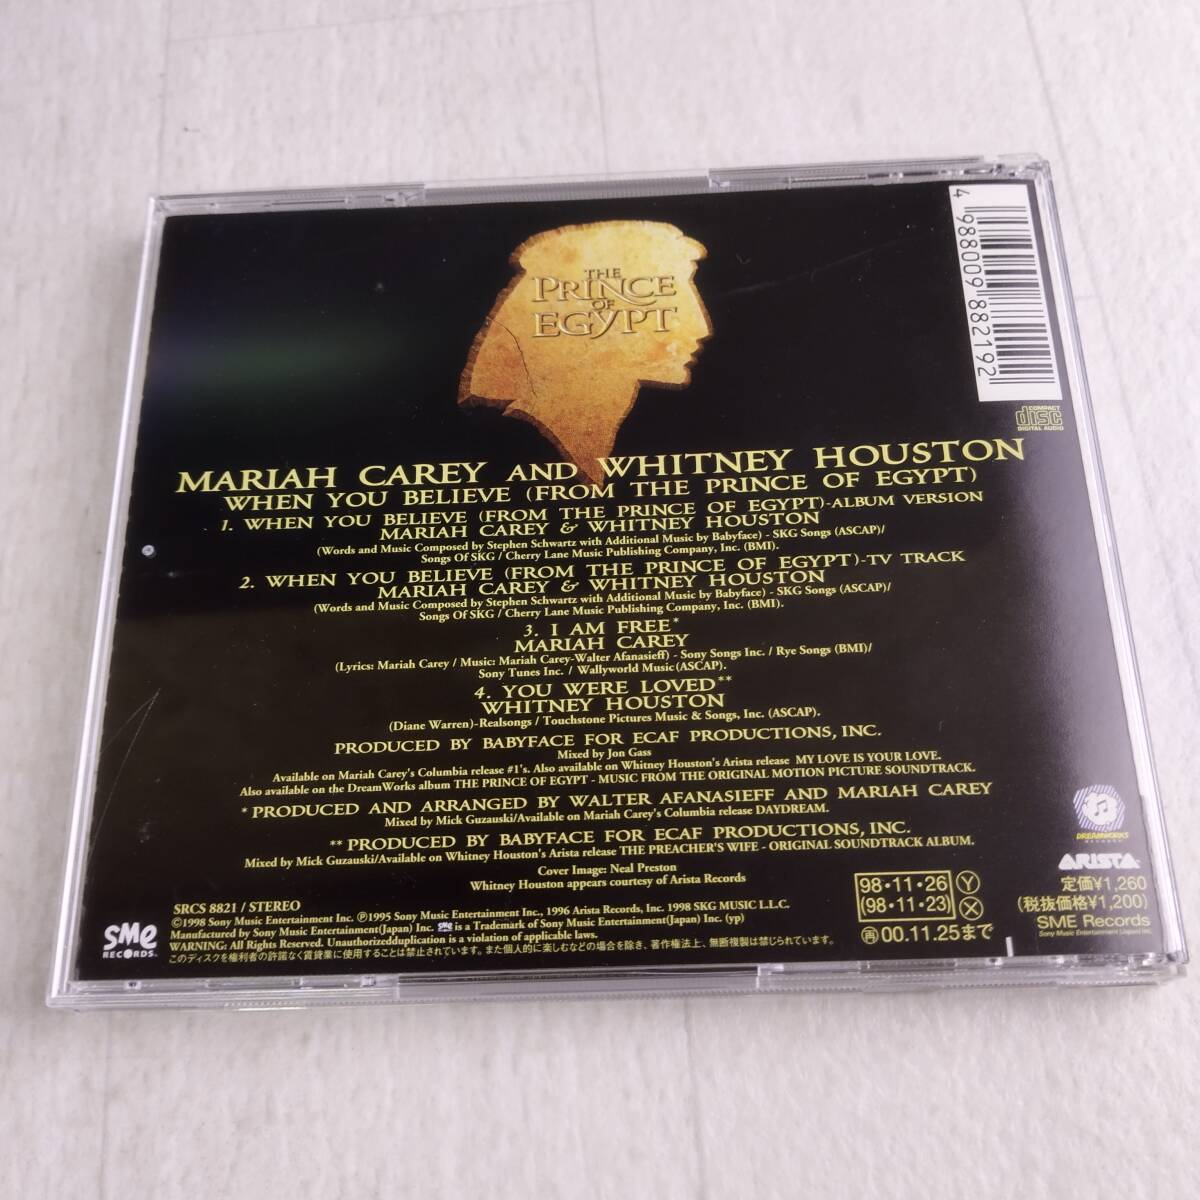 THE
PRINCE
OF
EGYPT
4 988009 882192
COMPACT
disc
DIGITAL AUDIO
MARIAH CAREY AND WHITNEY HOUSTON
WHEN YOU BELIEVE (FROM THE PRINCE OF EGYPT)
1. WHEN YOU BELIEVE (FROM THE PRINCE OF EGYPT)-ALBUM VERSION
MARIAH CAREY & WHITNEY HOUSTON
(Words and Music Composed by Stephen Schwartz with Additional Music by Babyface) - SKG Songs (ASCAP)/
Songs Of SKG / Cherry Lane Music Publishing Company, Inc. (BMI).
2. WHEN YOU BELIEVE (FROM THE PRINCE OF EGYPT)-TV TRACK
MARIAH CAREY & WHITNEY HOUSTON
(Words and Music Composed by Stephen Schwartz with Additional Music by Babyface) - SKG Songs (ASCAP)/
Songs Of SKG / Cherry Lane Music Publishing Company, Inc. (BMI).
3. I AM FREE*
MARIAH CAREY
(Lyrics: Mariah Carey / Music: Mariah Carey-Walter Afanasieff) - Sony Songs Inc. / Rye Songs (BMI)/
Sony Tunes Inc. / Wallyworld Music (ASCAP).
4. YOU WERE LOVED**
WHITNEY HOUSTON
(Diane Warren)-Realsongs / Touchstone Pictures Music & Songs, Inc. (ASCAP).
PRODUCED BY BABYFACE FOR ECAF PRODUCTIONS, INC.
Mixed by Jon Gass
Available on Mariah Carey's Columbia release #1's. Also available on Whitney Houston's Arista release MY LOVE IS YOUR LOVE.
Also available on the DreamWorks album THE PRINCE OF EGYPT - MUSIC FROM THE ORIGINAL MOTION PICTURE SOUNDTRACK.
* PRODUCED AND ARRANGED BY WALTER AFANASIEFF AND MARIAH CAREY
Mixed by Mick Guzauski/Available on Mariah Carey's Columbia release DAYDREAM.
** PRODUCED BY BABYFACE FOR ECAF PRODUCTIONS, INC.
Mixed by Mick Guzauski/Available on Whitney Houston's Arista release THE PREACHER'S WIFE - ORIGINAL SOUNDTRACK ALBUM.
Cover Image: Neal Preston
Whitney Houston appears courtesy of Arista Records
DREAMWORKS
RECORDS
ARISTA
SRCS 8821 / STEREO
©1998 Sony Music Entertainment Inc. ℗1995 Sony Music Entertainment Inc., 1996 Arista Records, Inc. 1998 SKG MUSIC L.L.C.
Manufactured by Sony Music Entertainment(Japan) Inc. SMe is a Trademark of Sony Music Entertainment(Japan) Inc. (yp)
WARNING: All Rights Reserved. Unauthorizedduplication is a violation of applicable laws.
このディスクを権利者の許諾なく賃貸業に使用することは禁止されています。また個人的に楽しむなどの場合を除き、著作権法上、無断複製は禁じられています。
SMe
RECORDS
98・11・26 Y
(98・11・23) X
再 00.11.25まで
定価¥1,260
(税抜価格¥1,200)
SME Records
Sony Music Entertainment (Japan) Inc.